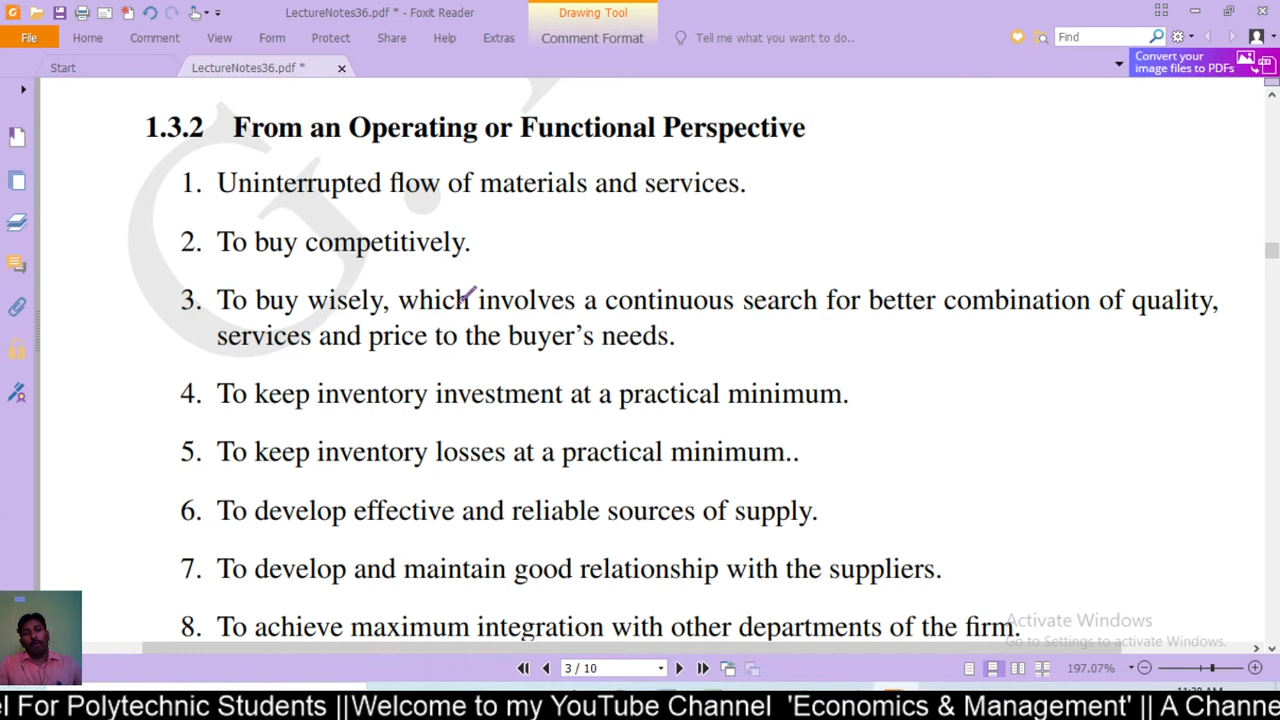 LectureNotes36.pdf * - Foxit Reader
Drawing Tool
File Home Comment View Form Protect Share Help Extras Comment Format Tell me what you want to do.. Find
Start LectureNotes36.pdf *
Convert your
image files to PDFs
1.3.2 From an Operating or Functional Perspective
1. Uninterrupted flow of materials and services.
2. To buy competitively.
3. To buy wisely, which involves a continuous search for better combination of quality,
services and price to the buyer's needs.
4. To keep inventory investment at a practical minimum.
5. To keep inventory losses at a practical minimum..
6. To develop effective and reliable sources of supply.
7. To develop and maintain good relationship with the suppliers.
8. To achieve maximum integration with other departments of the firm.
Activate Windows
Go to Settings to activate Windows.
3 / 10 197.07%
el For Polytechnic Students ||Welcome to my YouTube Channel 'Economics & Management' || A Channe